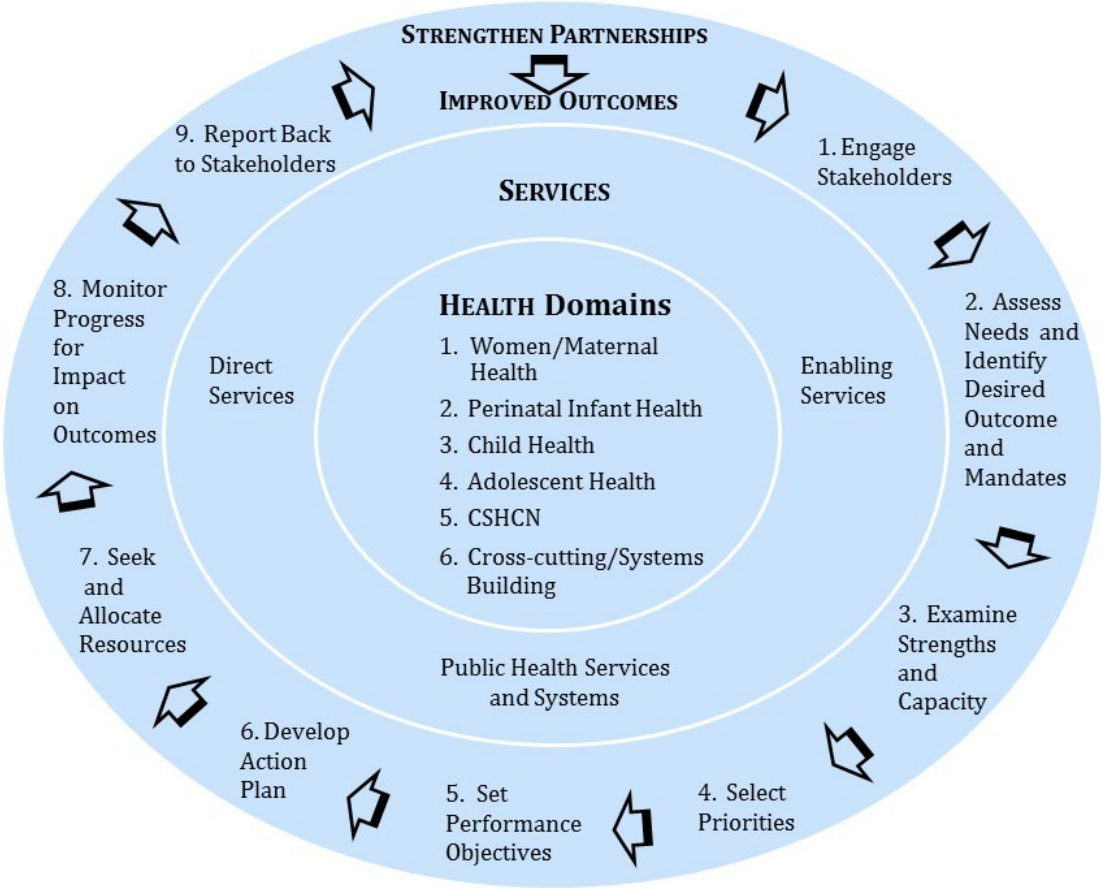 STRENGTHEN PARTNERSHIPS
IMPROVED OUTCOMES
1. Engage
Stakeholders
2. Assess
Needs and
Identify
Desired
Outcome
and
Mandates
3. Examine
Strengths
and
Capacity
4. Select
Priorities
5. Set
Performance
Objectives
6. Develop
Action
Plan
7. Seek
and
Allocate
Resources
8. Monitor
Progress
for
Impact
on
Outcomes
9. Report Back
to Stakeholders
SERVICES
Direct
Services
Enabling
Services
Public Health Services
and Systems
HEALTH Domains
1. Women/Maternal
Health
2. Perinatal Infant Health
3. Child Health
4. Adolescent Health
5. CSHCN
6. Cross-cutting/Systems
Building